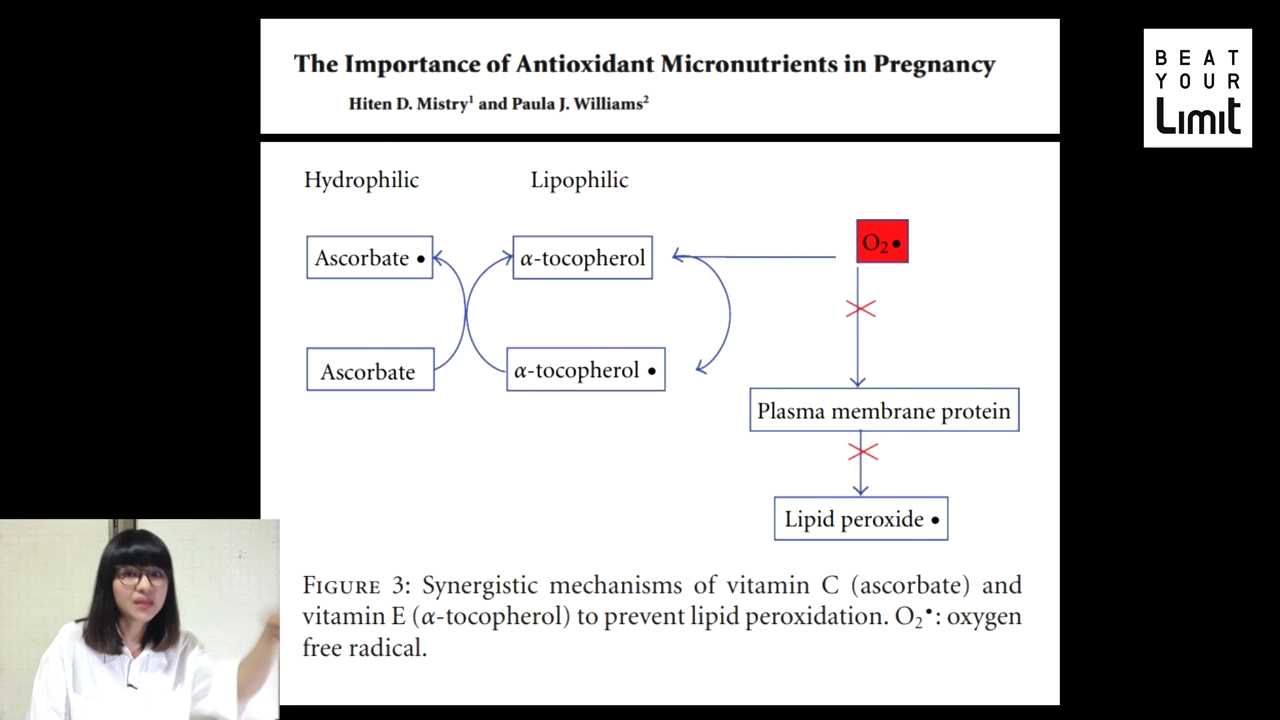 The Importance of Antioxidant Micronutrients in Pregnancy
Hiten D. Mistry¹ and Paula J. Williams²
BEAT
YOUR
Limit
Hydrophilic
Lipophilic
O₂•
Ascorbate •
α-tocopherol
Ascorbate
α-tocopherol •
Plasma membrane protein
Lipid peroxide •
FIGURE 3: Synergistic mechanisms of vitamin C (ascorbate) and
vitamin E (α-tocopherol) to prevent lipid peroxidation. O₂•: oxygen
free radical.